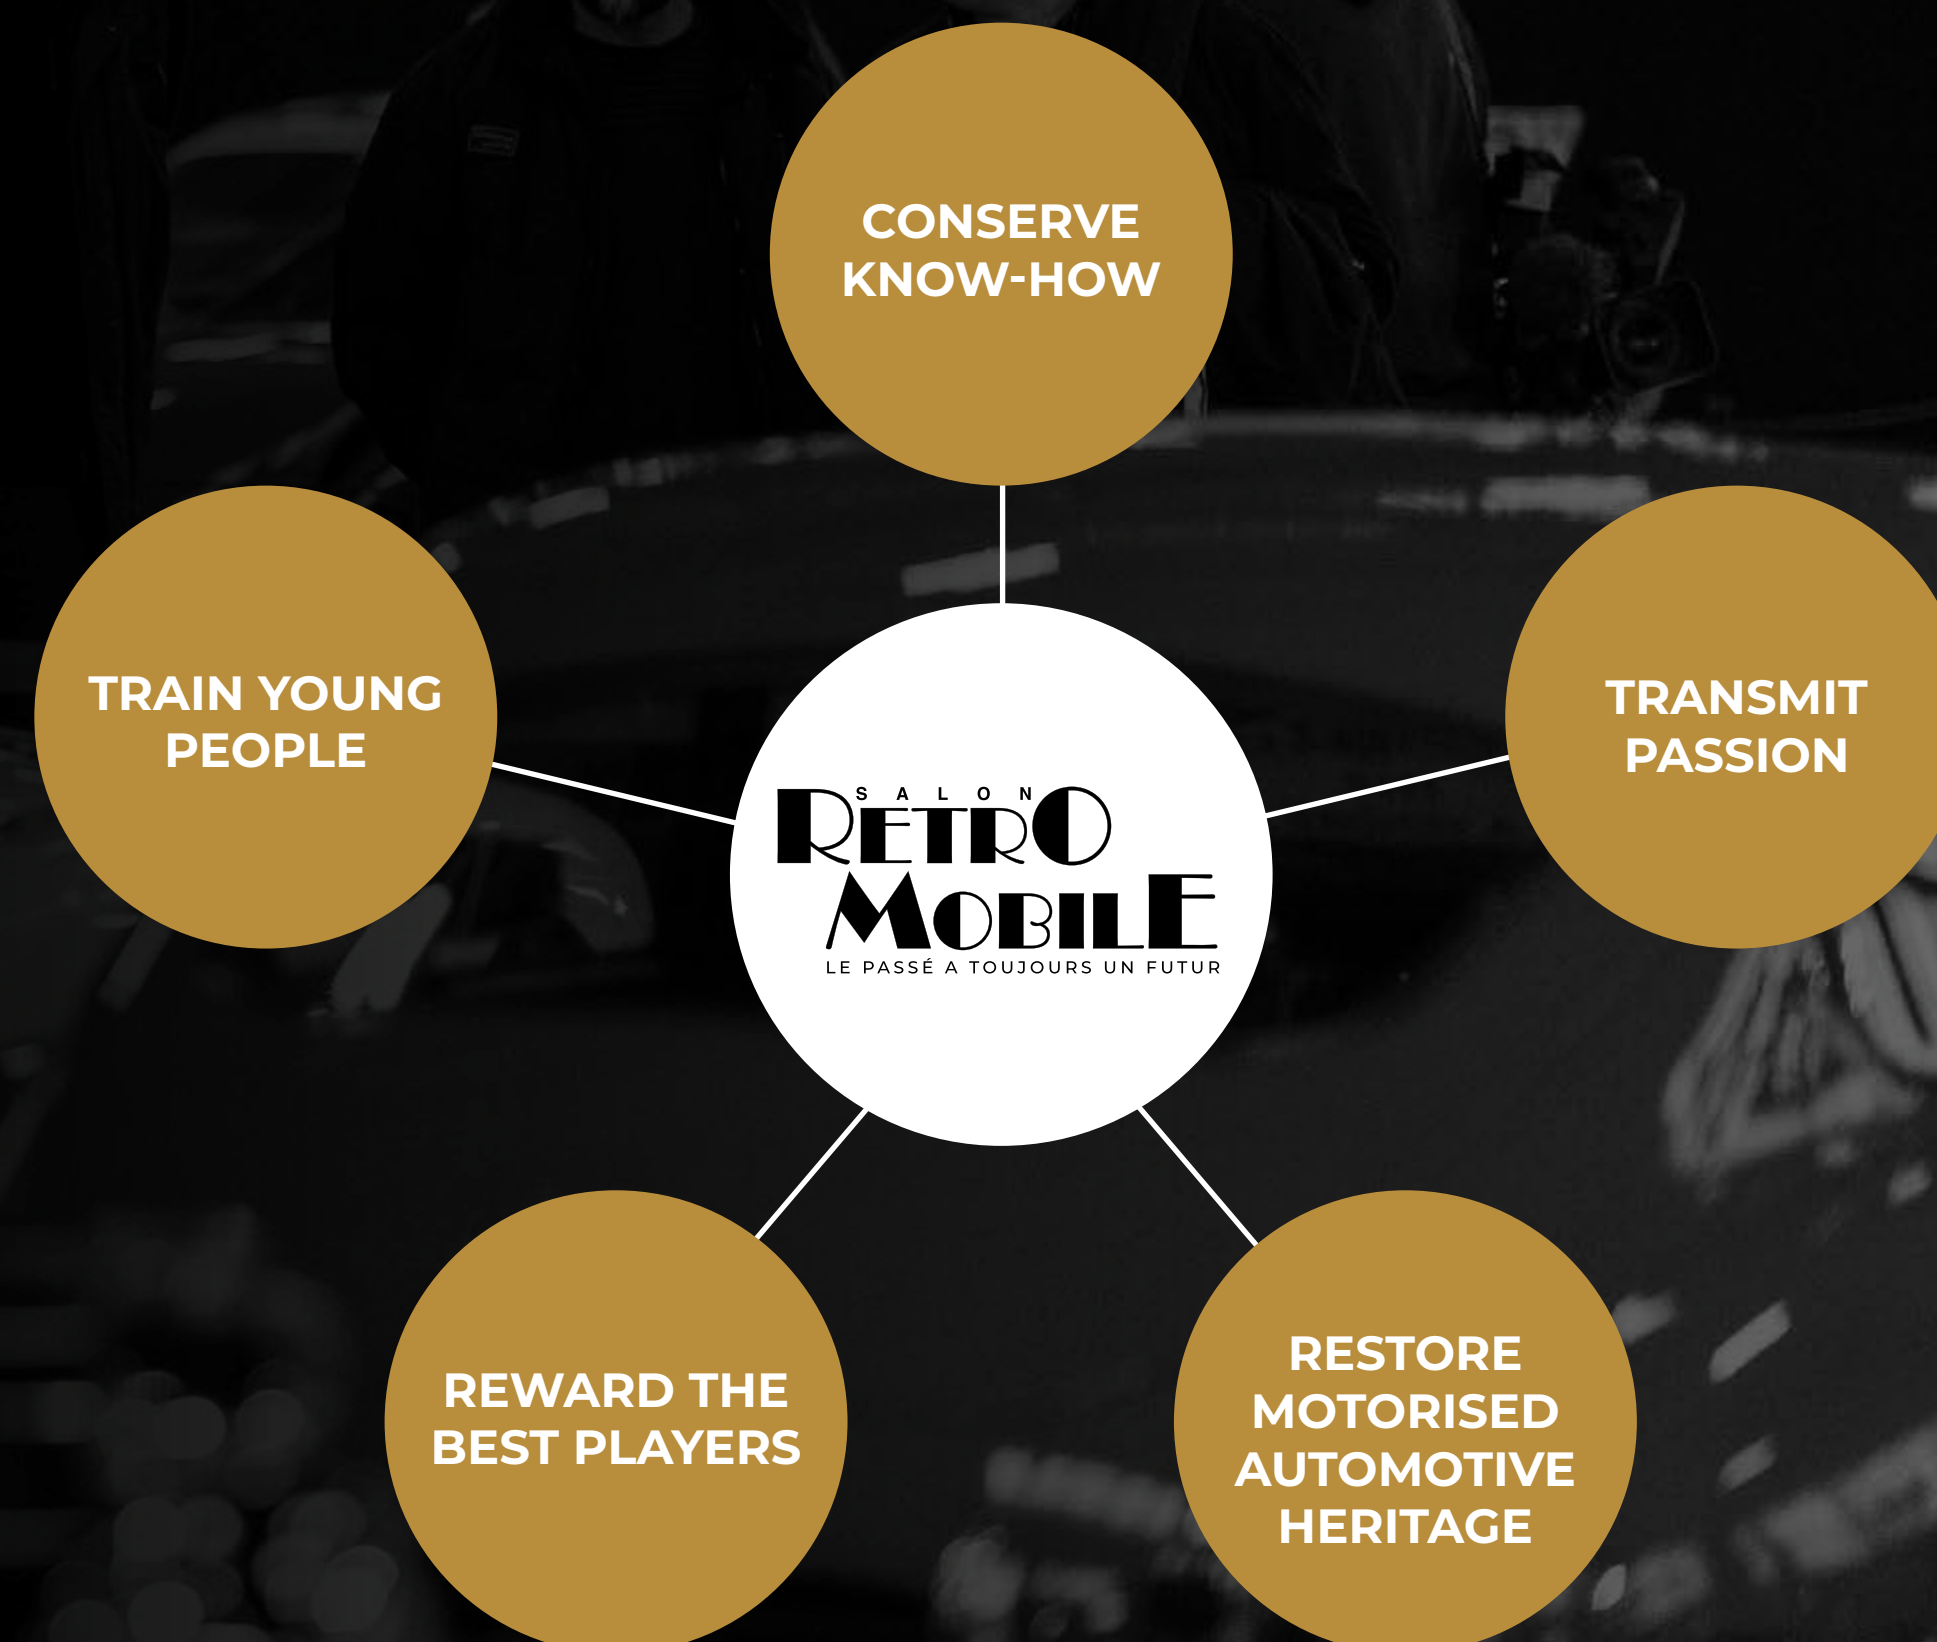 CONSERVE
KNOW-HOW
TRAIN YOUNG
PEOPLE
TRANSMIT
PASSION
SALON
RETRO
MOBILE
LE PASSÉ A TOUJOURS UN FUTUR
REWARD THE
BEST PLAYERS
RESTORE
MOTORISED
AUTOMOTIVE
HERITAGE